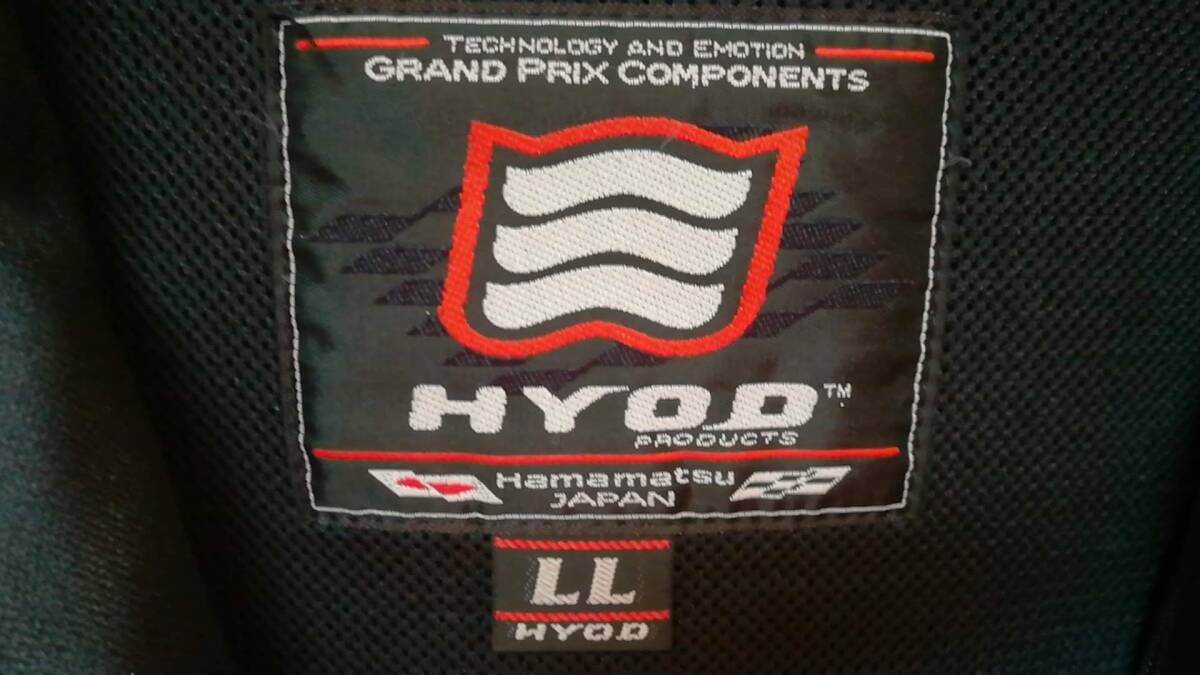 TECHNOLOGY AND EMOTION
GRAND PRIX COMPONENTS
HYOD™
PRODUCTS
Hamamatsu
JAPAN
LL
HYOD